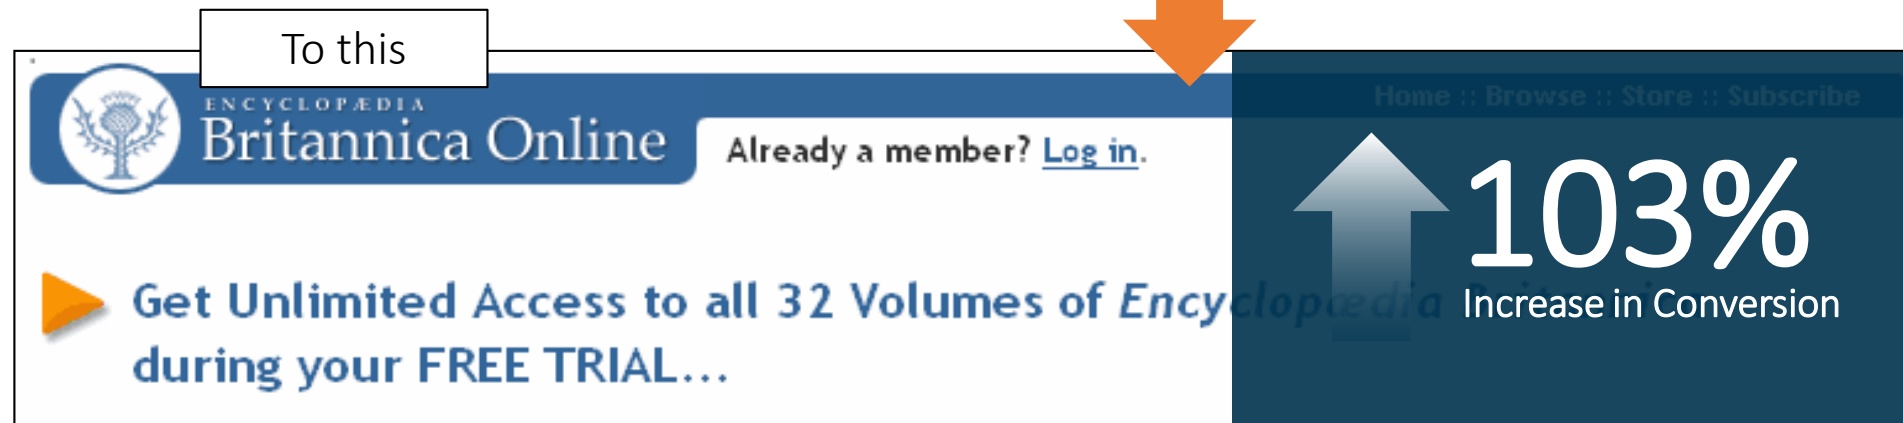 To this
Home :: Browse :: Store :: Subscribe
ENCYCLOPÆDIA
Britannica Online
Already a member? Log in.
103%
Increase in Conversion
Get Unlimited Access to all 32 Volumes of Encyclopædia
during your FREE TRIAL...